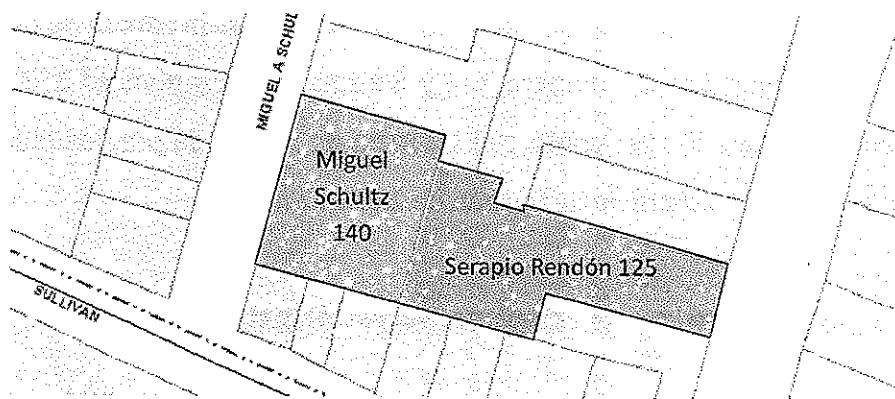 MIGUEL A SCHUL
Miguel
Schultz
140
Serapio Rendón 125
SULLIVAN